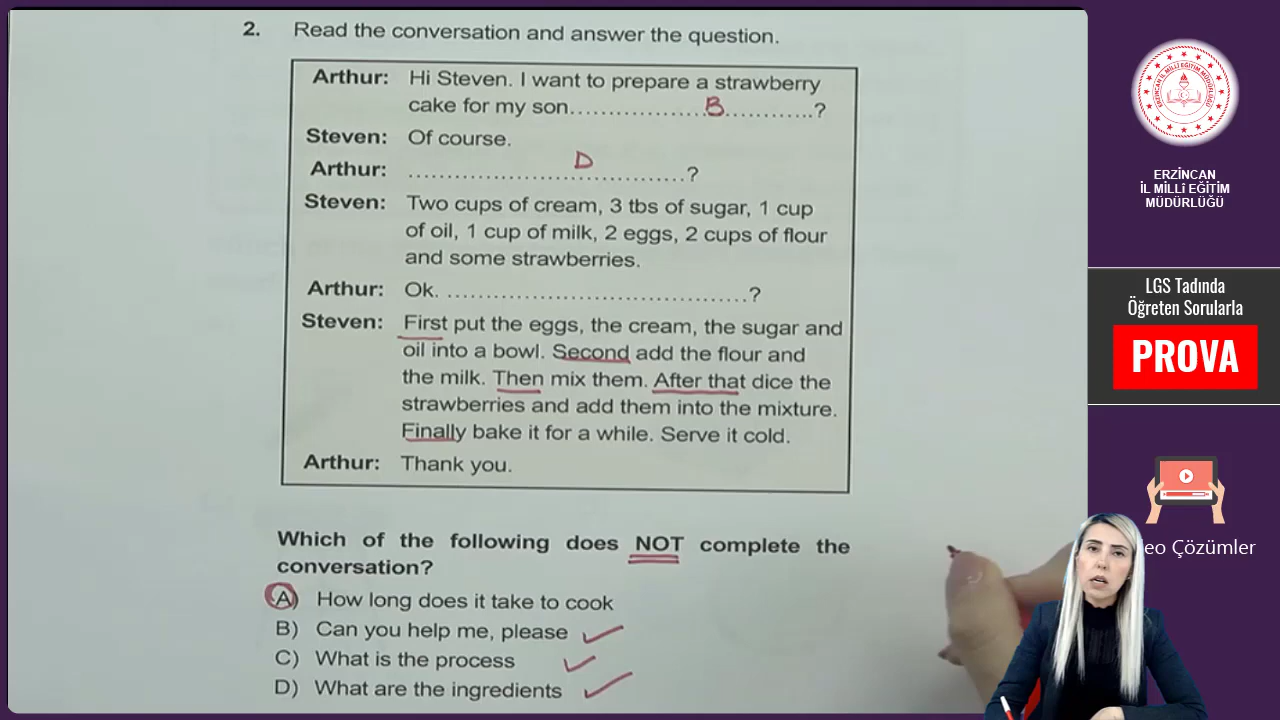 2. Read the conversation and answer the question.
Arthur: Hi Steven. I want to prepare a strawberry
cake for my son......................B...............?
Steven: Of course.
D
Arthur: ........................................?
Steven: Two cups of cream, 3 tbs of sugar, 1 cup
of oil, 1 cup of milk, 2 eggs, 2 cups of flour
and some strawberries.
Arthur: Ok. ...........................................?
Steven: First put the eggs, the cream, the sugar and
oil into a bowl. Second add the flour and
the milk. Then mix them. After that dice the
strawberries and add them into the mixture.
Finally bake it for a while. Serve it cold.
Arthur: Thank you.
Which of the following does NOT complete the
conversation?
A) How long does it take to cook
B) Can you help me, please
C) What is the process
D) What are the ingredients
ERZİNCAN İL MİLLİ EĞİTİM MÜDÜRLÜĞÜ
ERZİNCAN
İL MİLLÎ EĞİTİM
MÜDÜRLÜĞÜ
LGS Tadında
Öğreten Sorularla
PROVA
eo Çözümler